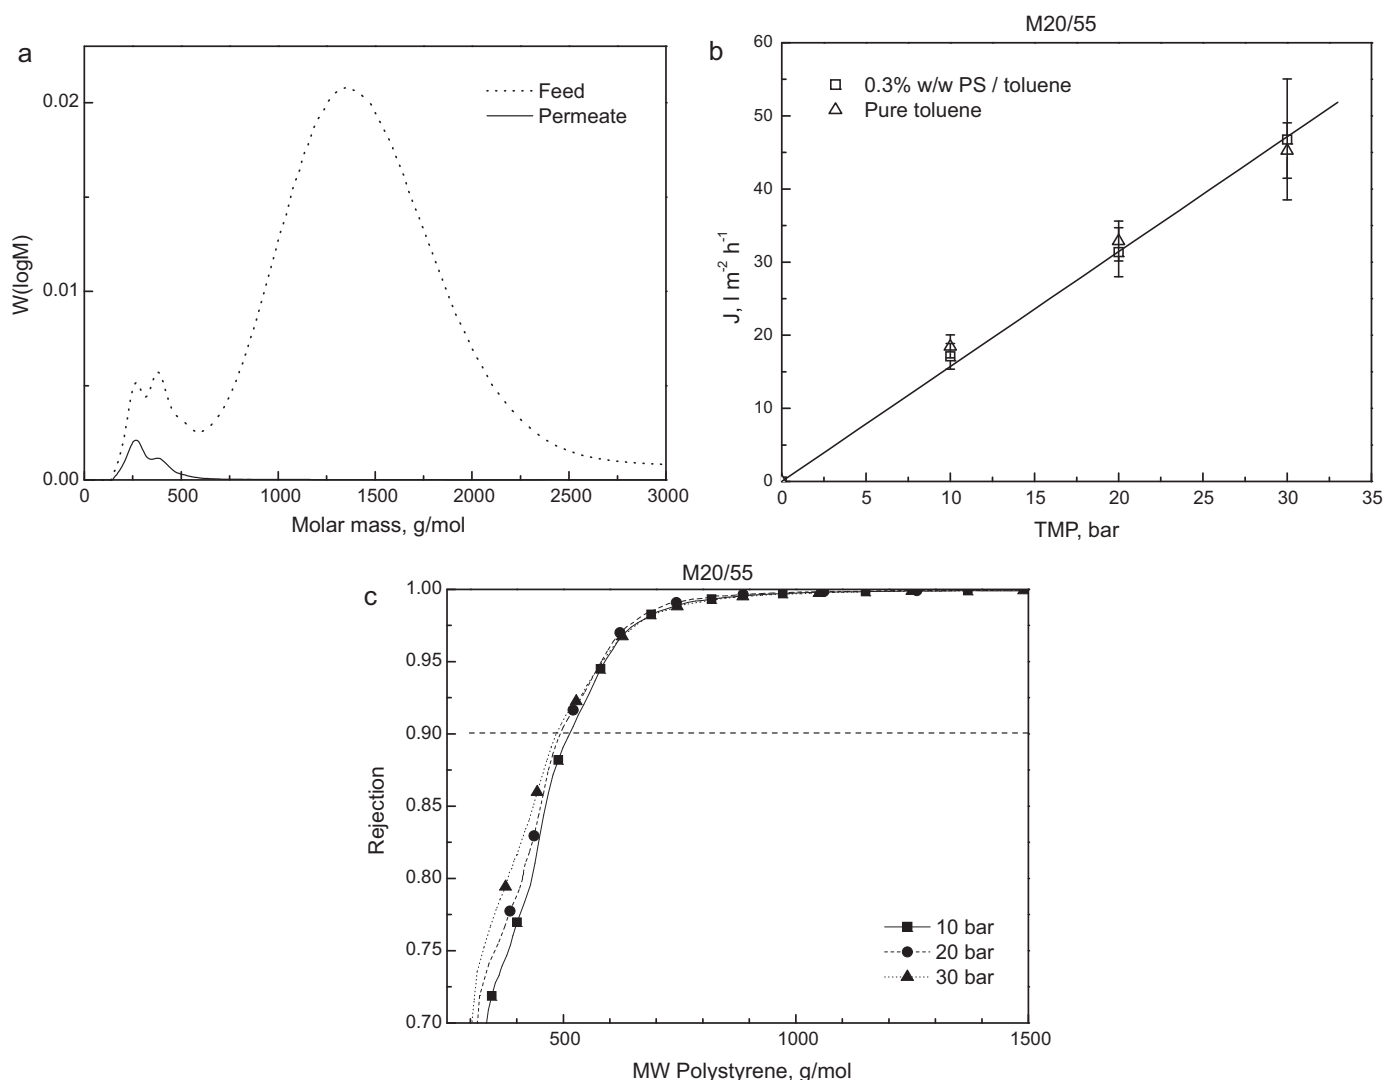 a
Feed
Permeate
W(logM)
0.02
0.01
0.00
0 500 1000 1500 2000 2500 3000
Molar mass, g/mol
M20/55
b
0.3% w/w PS / toluene
Pure toluene
J, l m⁻² h⁻¹
60
50
40
30
20
10
0
0 5 10 15 20 25 30 35
TMP, bar
M20/55
c
Rejection
1.00
0.95
0.90
0.85
0.80
0.75
0.70
10 bar
20 bar
30 bar
500 1000 1500
MW Polystyrene, g/mol